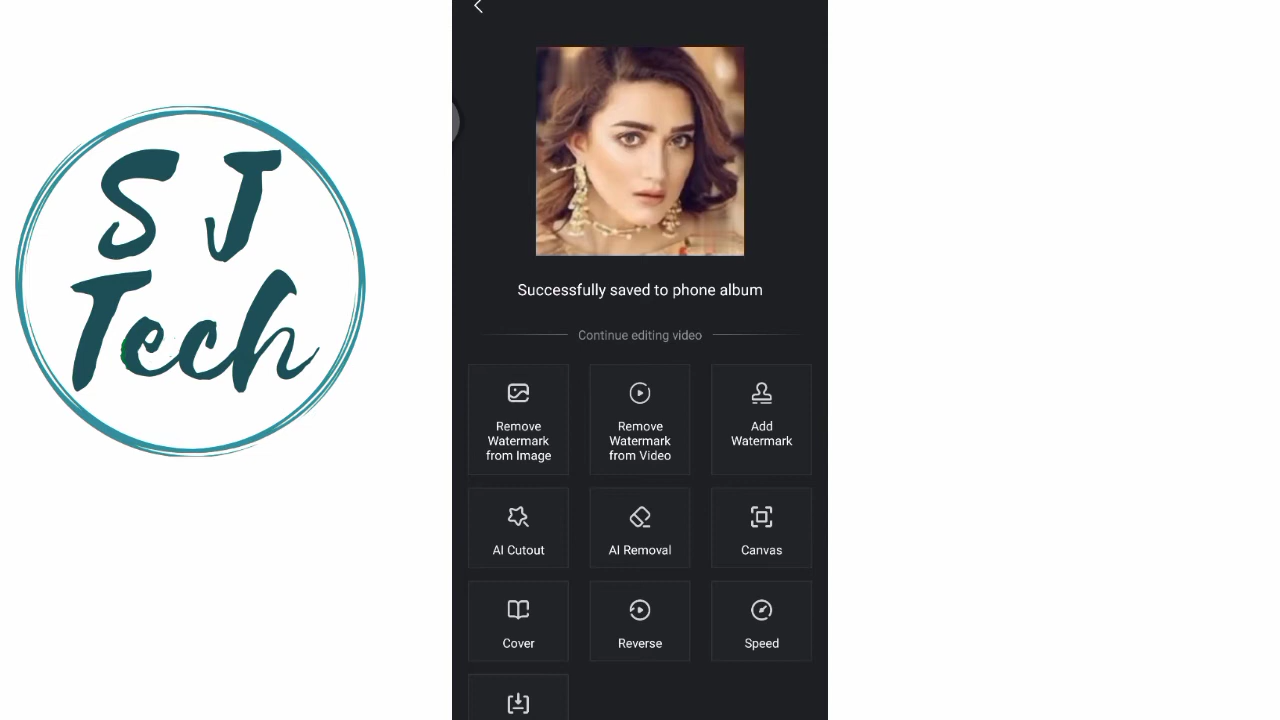 S J
Tech
Successfully saved to phone album
Continue editing video
Remove
Watermark
from Image
Remove
Watermark
from Video
Add
Watermark
AI Cutout
AI Removal
Canvas
Cover
Reverse
Speed